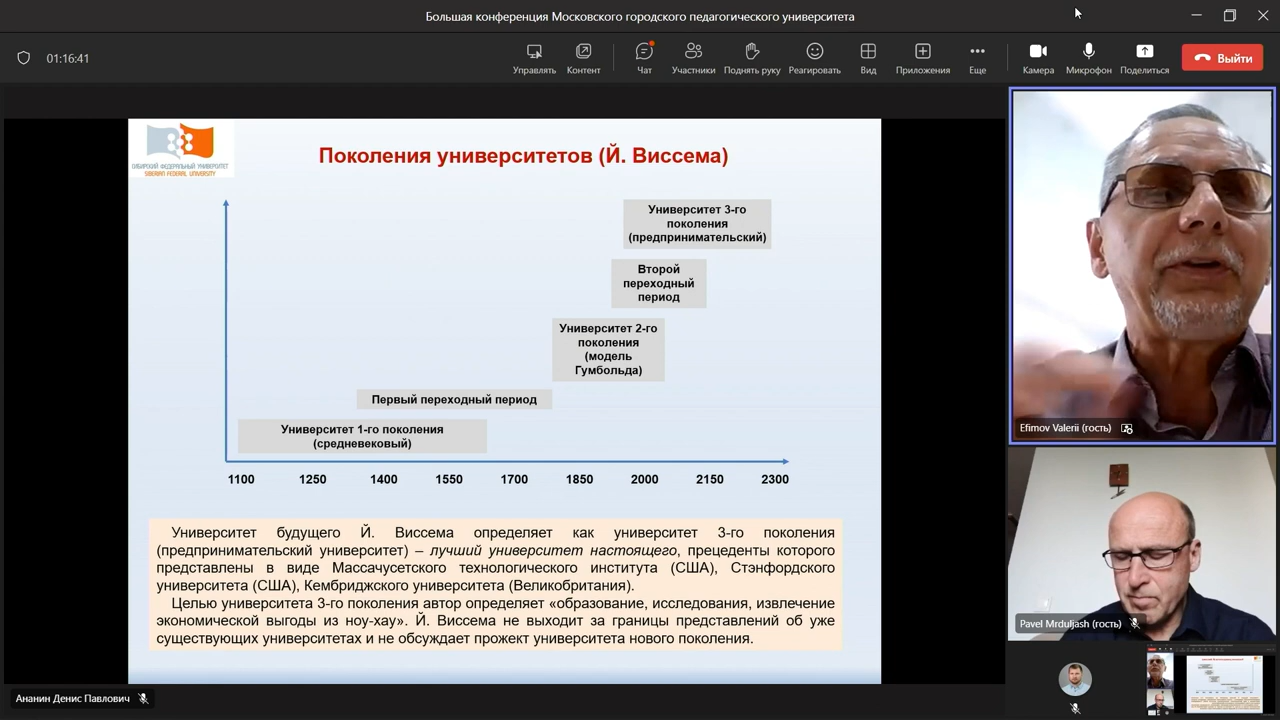 Большая конференция Московского городского педагогического университета
01:16:41
Управлять
Контент
Чат
Участники
Поднять руку
Реагировать
Вид
Приложения
Еще
Камера
Микрофон
Поделиться
Выйти
СИБИРСКИЙ ФЕДЕРАЛЬНЫЙ УНИВЕРСИТЕТ
SIBERIAN FEDERAL UNIVERSITY
Поколения университетов (Й. Виссема)
Университет 3-го
поколения
(предпринимательский)
Второй
переходный
период
Университет 2-го
поколения
(модель
Гумбольда)
Первый переходный период
Университет 1-го поколения
(средневековый)
1100 1250 1400 1550 1700 1850 2000 2150 2300
Университет будущего Й. Виссема определяет как университет 3-го поколения
(предпринимательский университет) – лучший университет настоящего, прецеденты которого
представлены в виде Массачусетского технологического института (США), Стэнфордского
университета (США), Кембриджского университета (Великобритания).
Целью университета 3-го поколения автор определяет «образование, исследования, извлечение
экономической выгоды из ноу-хау». Й. Виссема не выходит за границы представлений об уже
существующих университетах и не обсуждает прожект университета нового поколения.
Efimov Valerii (гость)
Pavel Mrduljash (гость)
Ананин Денис Павлович